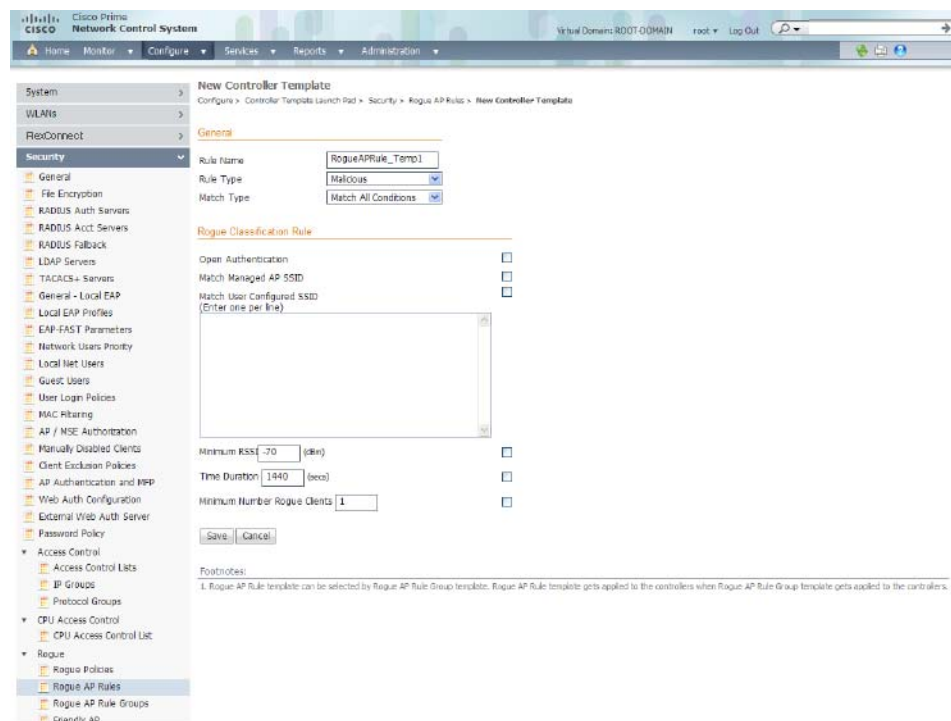 Cisco Prime
CISCO Network Control System
Virtual Domain: ROOT-DOMAIN root Log Out
Home Monitor Configure Services Reports Administration
System
WLANs
FlexConnect
Security
General
File Encryption
RADIUS Auth Servers
RADIUS Acct Servers
RADIUS Fallback
LDAP Servers
TACACS+ Servers
General - Local EAP
Local EAP Profiles
EAP-FAST Parameters
Network Users Priority
Local Net Users
Guest Users
User Login Policies
MAC Filtering
AP / MSE Authorization
Manually Disabled Clients
Client Exclusion Policies
AP Authentication and MFP
Web Auth Configuration
External Web Auth Server
Password Policy
Access Control
Access Control Lists
IP Groups
Protocol Groups
CPU Access Control
CPU Access Control List
Rogue
Rogue Policies
Rogue AP Rules
Rogue AP Rule Groups
Friendly AP
New Controller Template
Configure > Controller Template Launch Pad > Security > Rogue AP Rules > New Controller Template
General
Rule Name RogueAPRule_Temp1
Rule Type Malicious
Match Type Match All Conditions
Rogue Classification Rule
Open Authentication
Match Managed AP SSID
Match User Configured SSID
(Enter one per line)
Minimum RSSI -70 (dBm)
Time Duration 1440 (secs)
Minimum Number Rogue Clients 1
Save Cancel
Footnotes:
1. Rogue AP Rule template can be selected by Rogue AP Rule Group template. Rogue AP Rule template gets applied to the controllers when Rogue AP Rule Group template gets applied to the controllers.